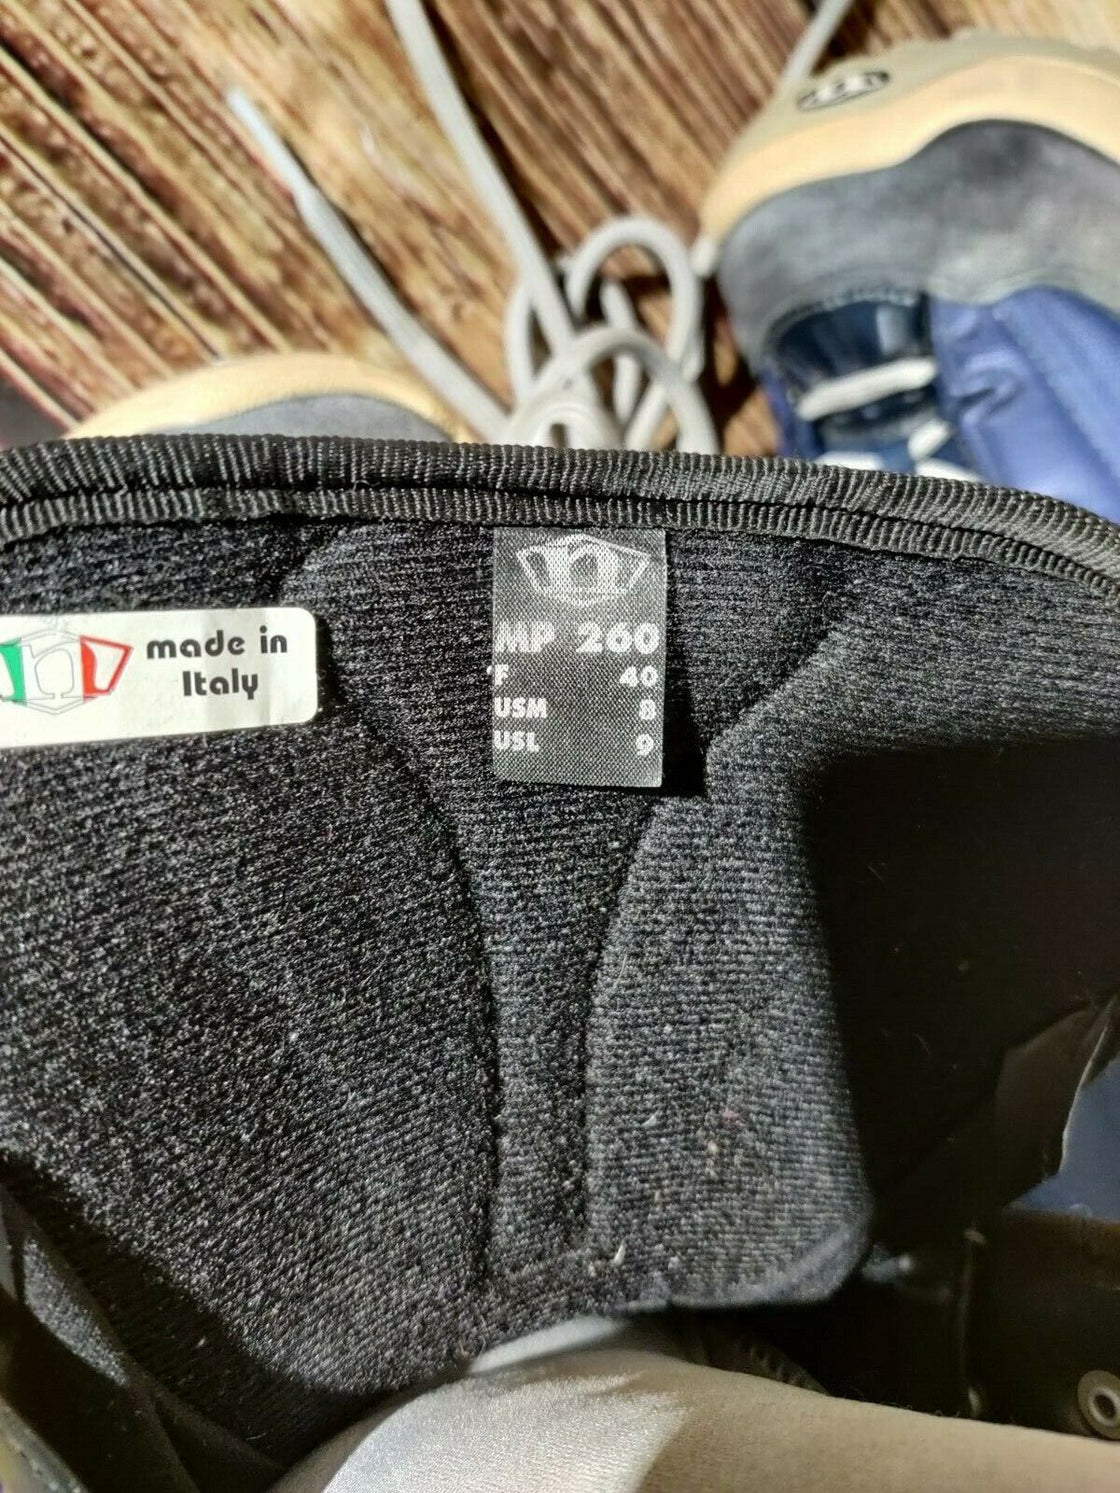 made in
Italy
MP 260
F 40
USM 8
USL 9